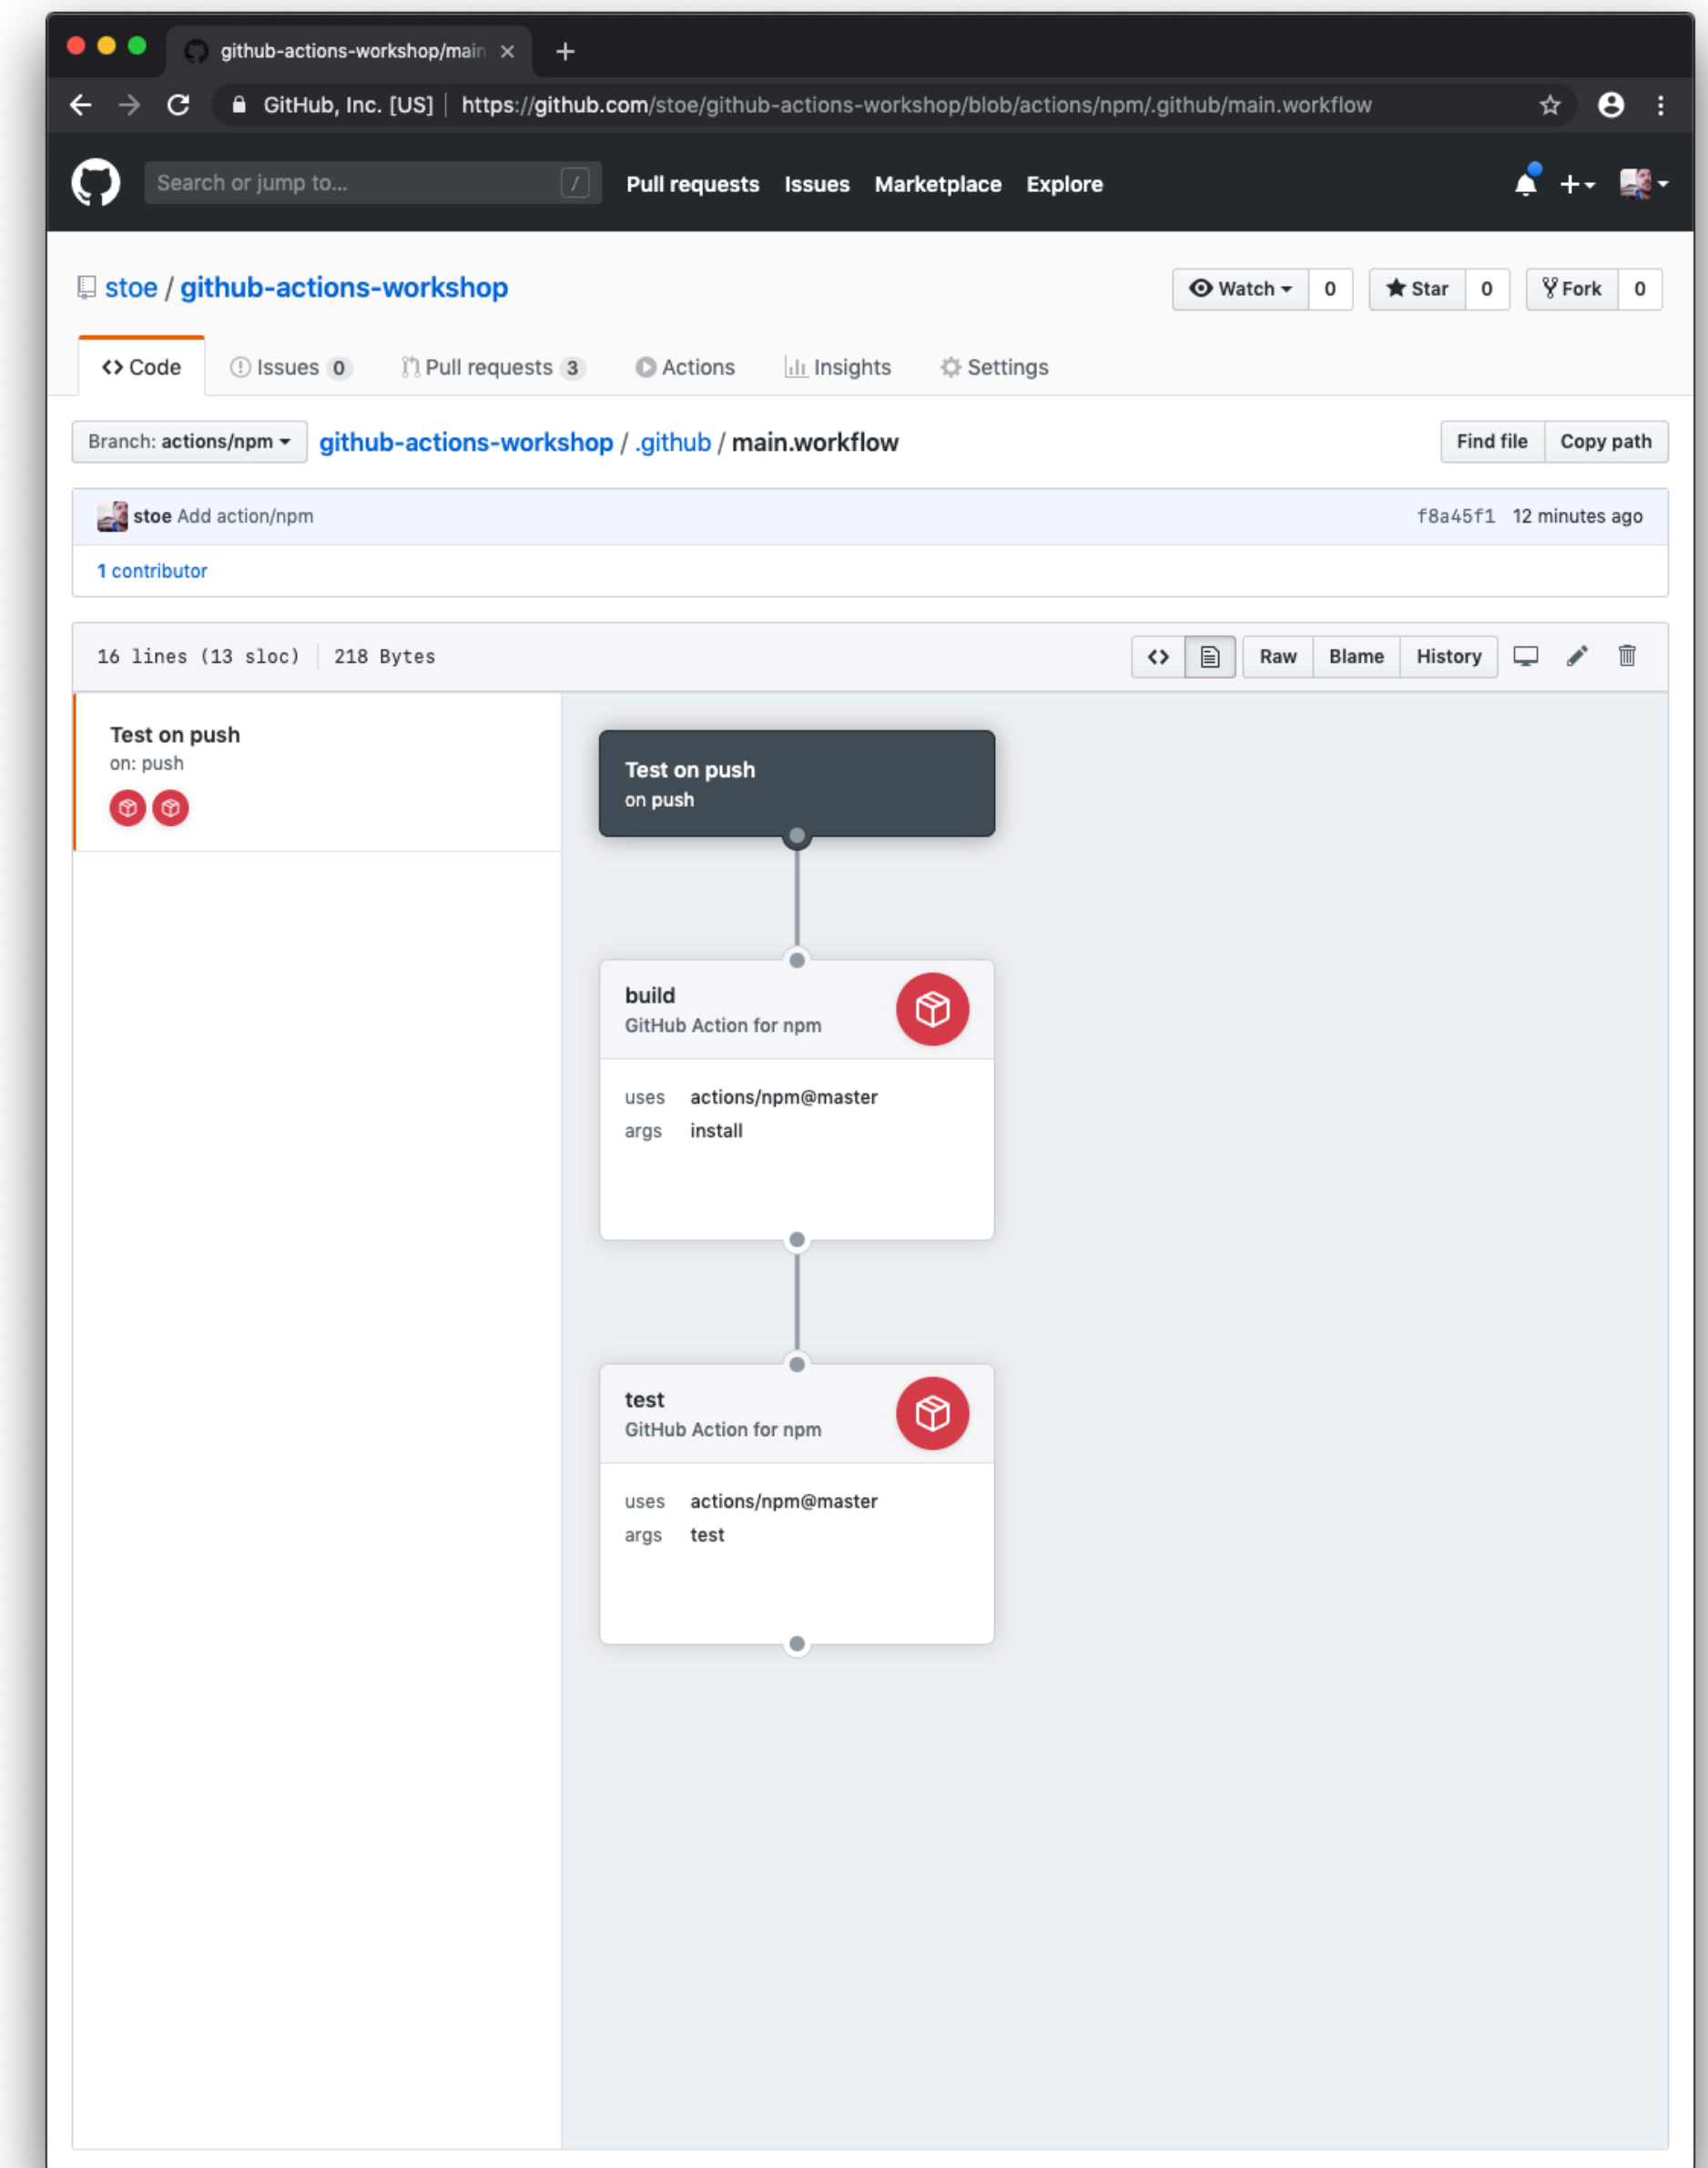 github-actions-workshop/main
GitHub, Inc. [US] | https://github.com/stoe/github-actions-workshop/blob/actions/npm/.github/main.workflow
Search or jump to... / Pull requests Issues Marketplace Explore
stoe / github-actions-workshop Watch 0 Star 0 Fork 0
Code Issues 0 Pull requests 3 Actions Insights Settings
Branch: actions/npm github-actions-workshop / .github / main.workflow Find file Copy path
stoe Add action/npm f8a45f1 12 minutes ago
1 contributor
16 lines (13 sloc) 218 Bytes Raw Blame History
Test on push
on: push
Test on push
on push
build
GitHub Action for npm
uses actions/npm@master
args install
test
GitHub Action for npm
uses actions/npm@master
args test